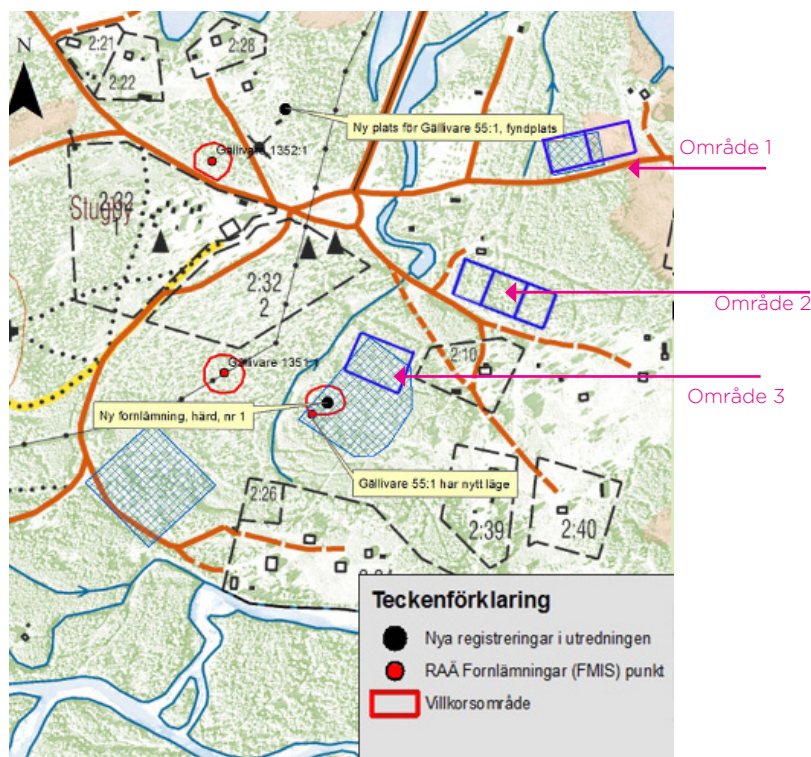 N
2:21
2:22
2:28
Ny plats för Gällivare 55:1, fyndplats
Gällivare 1352:1
Område 1
Stugby
2:32
1
2:32
2
Område 2
2:10
Gällivare 1351:1
Område 3
Ny fornlämning, härd, nr 1
Gällivare 55:1 har nytt läge
2:26
2:39
2:40
Teckenförklaring
Nya registreringar i utredningen
RAÄ Fornlämningar (FMIS) punkt
Villkorsområde